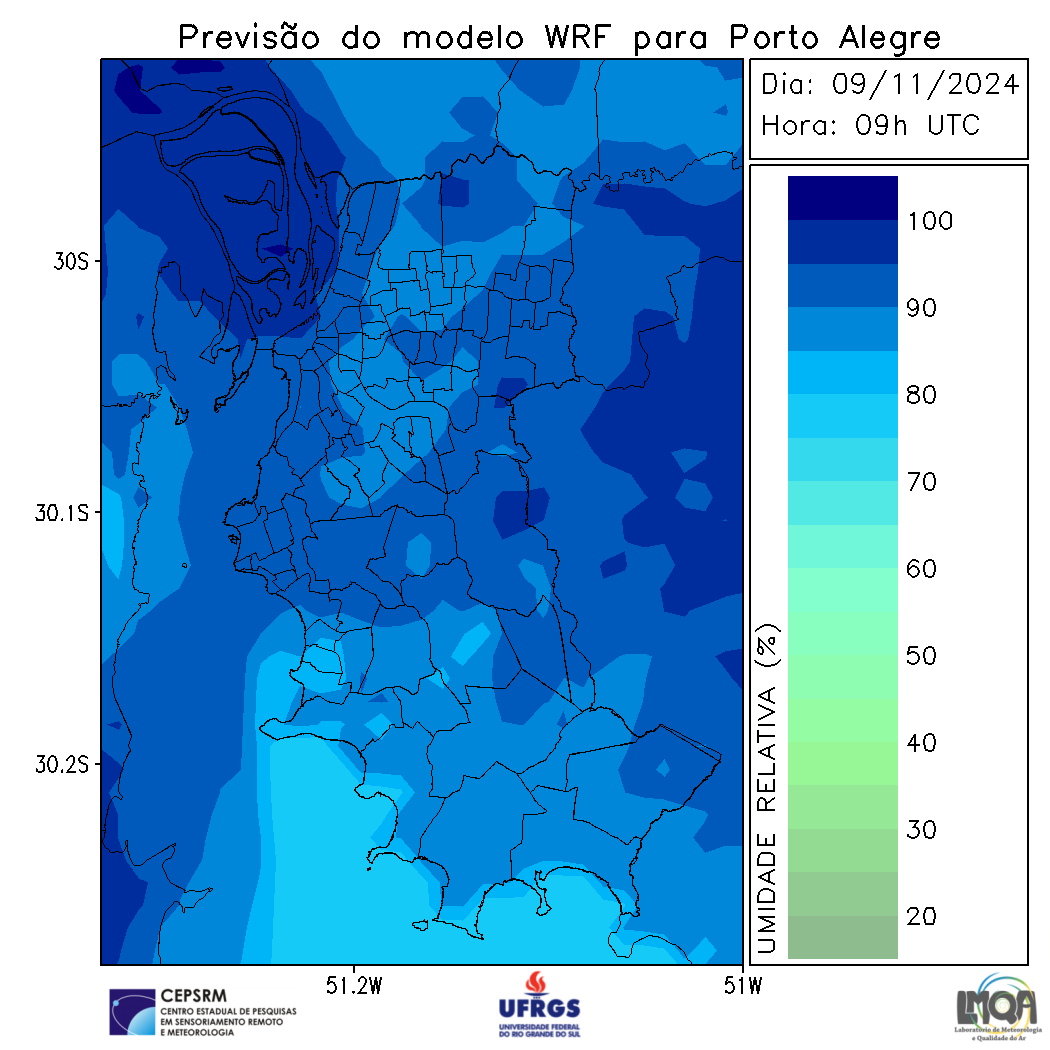 Previsão do modelo WRF para Porto Alegre
Dia: 09/11/2024
Hora: 09h UTC
30S
30.1S
30.2S
51.2W
51W
100
90
80
70
60
50
40
30
20
UMIDADE RELATIVA (%)
CEPSRM
CENTRO ESTADUAL DE PESQUISAS
EM SENSORIAMENTO REMOTO
E METEOROLOGIA
UFRGS
UNIVERSIDADE FEDERAL
DO RIO GRANDE DO SUL
LMQA
Laboratório de Meteorologia
e Qualidade do Ar